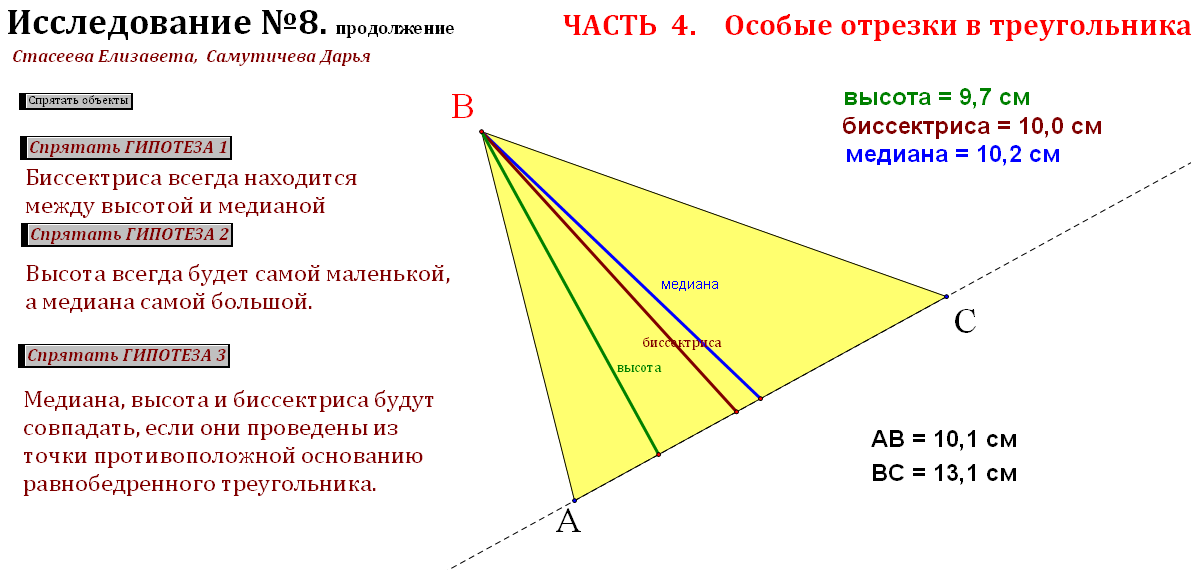 Исследование №8. продолжение
ЧАСТЬ 4. Особые отрезки в треугольника
Стасеева Елизавета, Самутичева Дарья
Спрятать объекты
Спрятать ГИПОТЕЗА 1
Биссектриса всегда находится
между высотой и медианой
Спрятать ГИПОТЕЗА 2
Высота всегда будет самой маленькой,
а медиана самой большой.
Спрятать ГИПОТЕЗА 3
Медиана, высота и биссектриса будут
совпадать, если они проведены из
точки противоположной основанию
равнобедренного треугольника.
B
медиана
биссектриса
высота
C
A
высота = 9,7 см
биссектриса = 10,0 см
медиана = 10,2 см
AB = 10,1 см
BC = 13,1 см